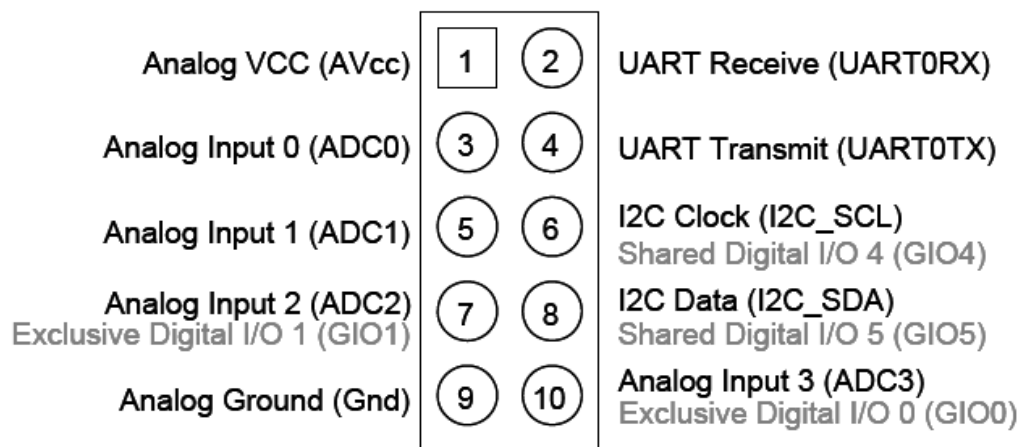 Analog VCC (AVcc) 1 2 UART Receive (UART0RX)
Analog Input 0 (ADC0) 3 4 UART Transmit (UART0TX)
Analog Input 1 (ADC1) 5 6 I2C Clock (I2C_SCL)
Shared Digital I/O 4 (GIO4)
Analog Input 2 (ADC2) 7 8 I2C Data (I2C_SDA)
Exclusive Digital I/O 1 (GIO1) Shared Digital I/O 5 (GIO5)
Analog Ground (Gnd) 9 10 Analog Input 3 (ADC3)
Exclusive Digital I/O 0 (GIO0)